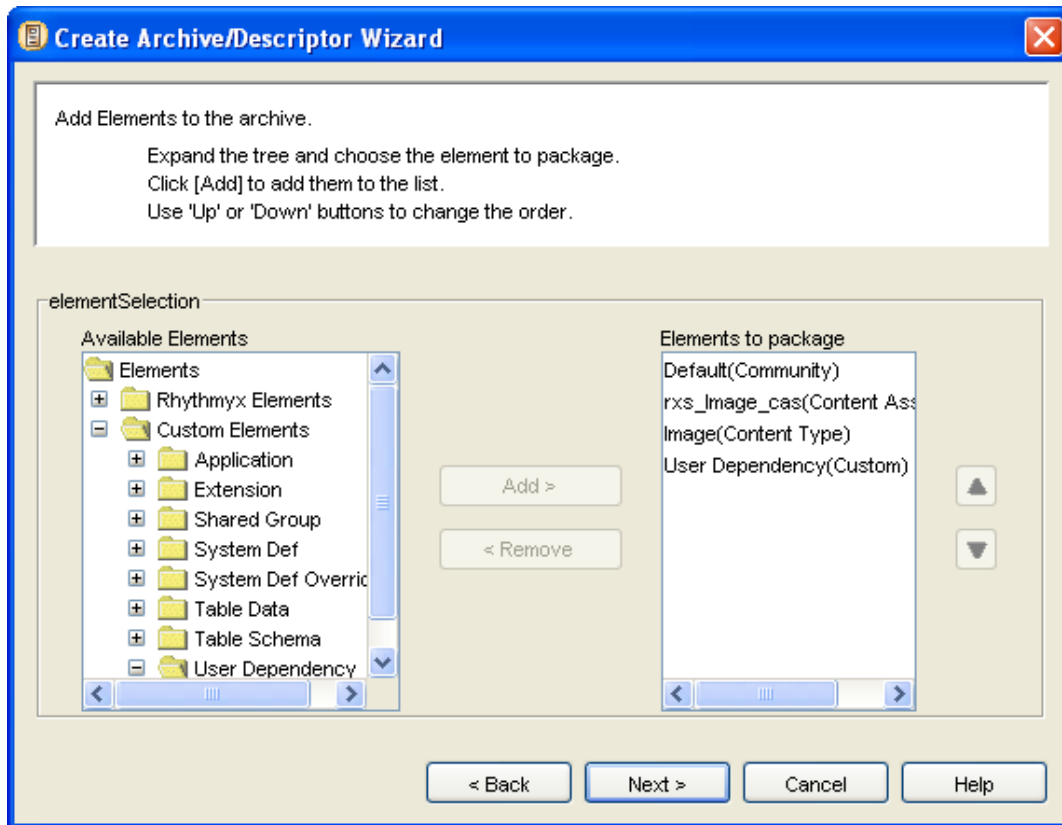 Create Archive/Descriptor Wizard
Add Elements to the archive.
Expand the tree and choose the element to package.
Click [Add] to add them to the list.
Use 'Up' or 'Down' buttons to change the order.
elementSelection
Available Elements
Elements
Rhythmyx Elements
Custom Elements
Application
Extension
Shared Group
System Def
System Def Overric
Table Data
Table Schema
User Dependency
Add >
< Remove
Elements to package
Default(Community)
rxs_Image_cas(Content Ass
Image(Content Type)
User Dependency(Custom)
< Back
Next >
Cancel
Help